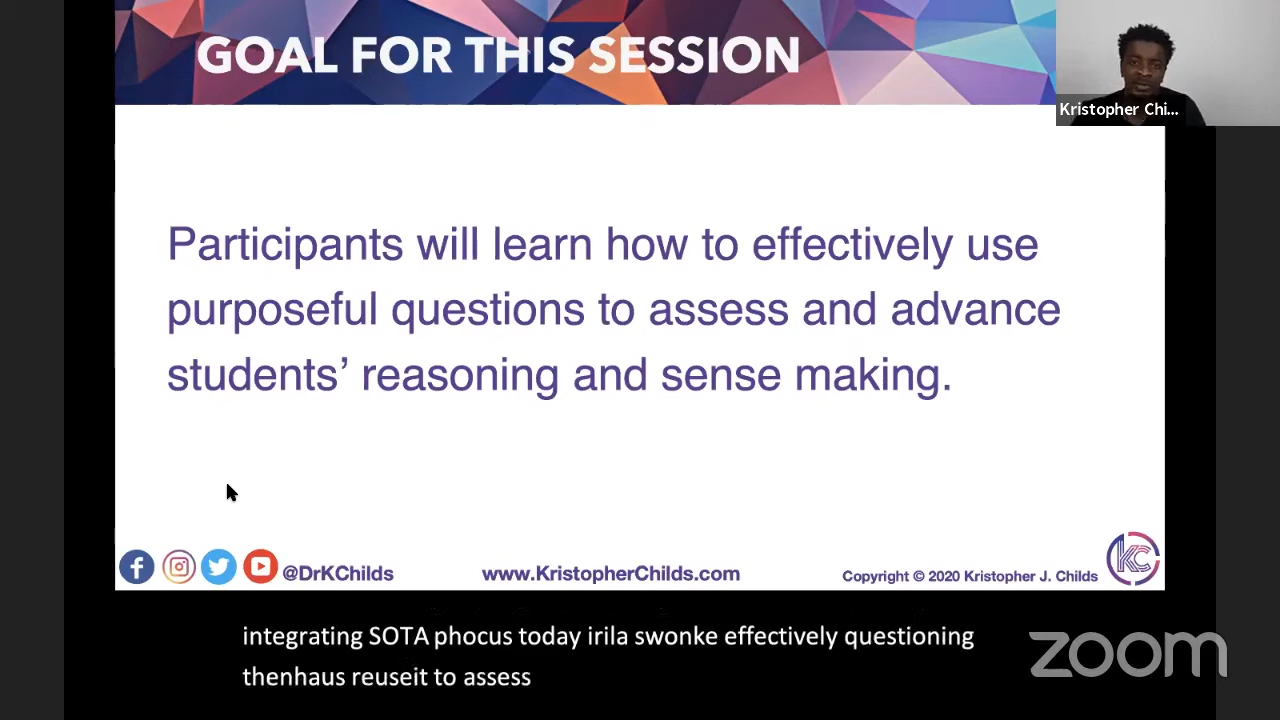 GOAL FOR THIS SESSION
Kristopher Chi...
Participants will learn how to effectively use
purposeful questions to assess and advance
students’ reasoning and sense making.
@DrKChilds
www.KristopherChilds.com
Copyright © 2020 Kristopher J. Childs
KC
integrating SOTA phocus today irila swonke effectively questioning
thenhaus reuseit to assess
zoom